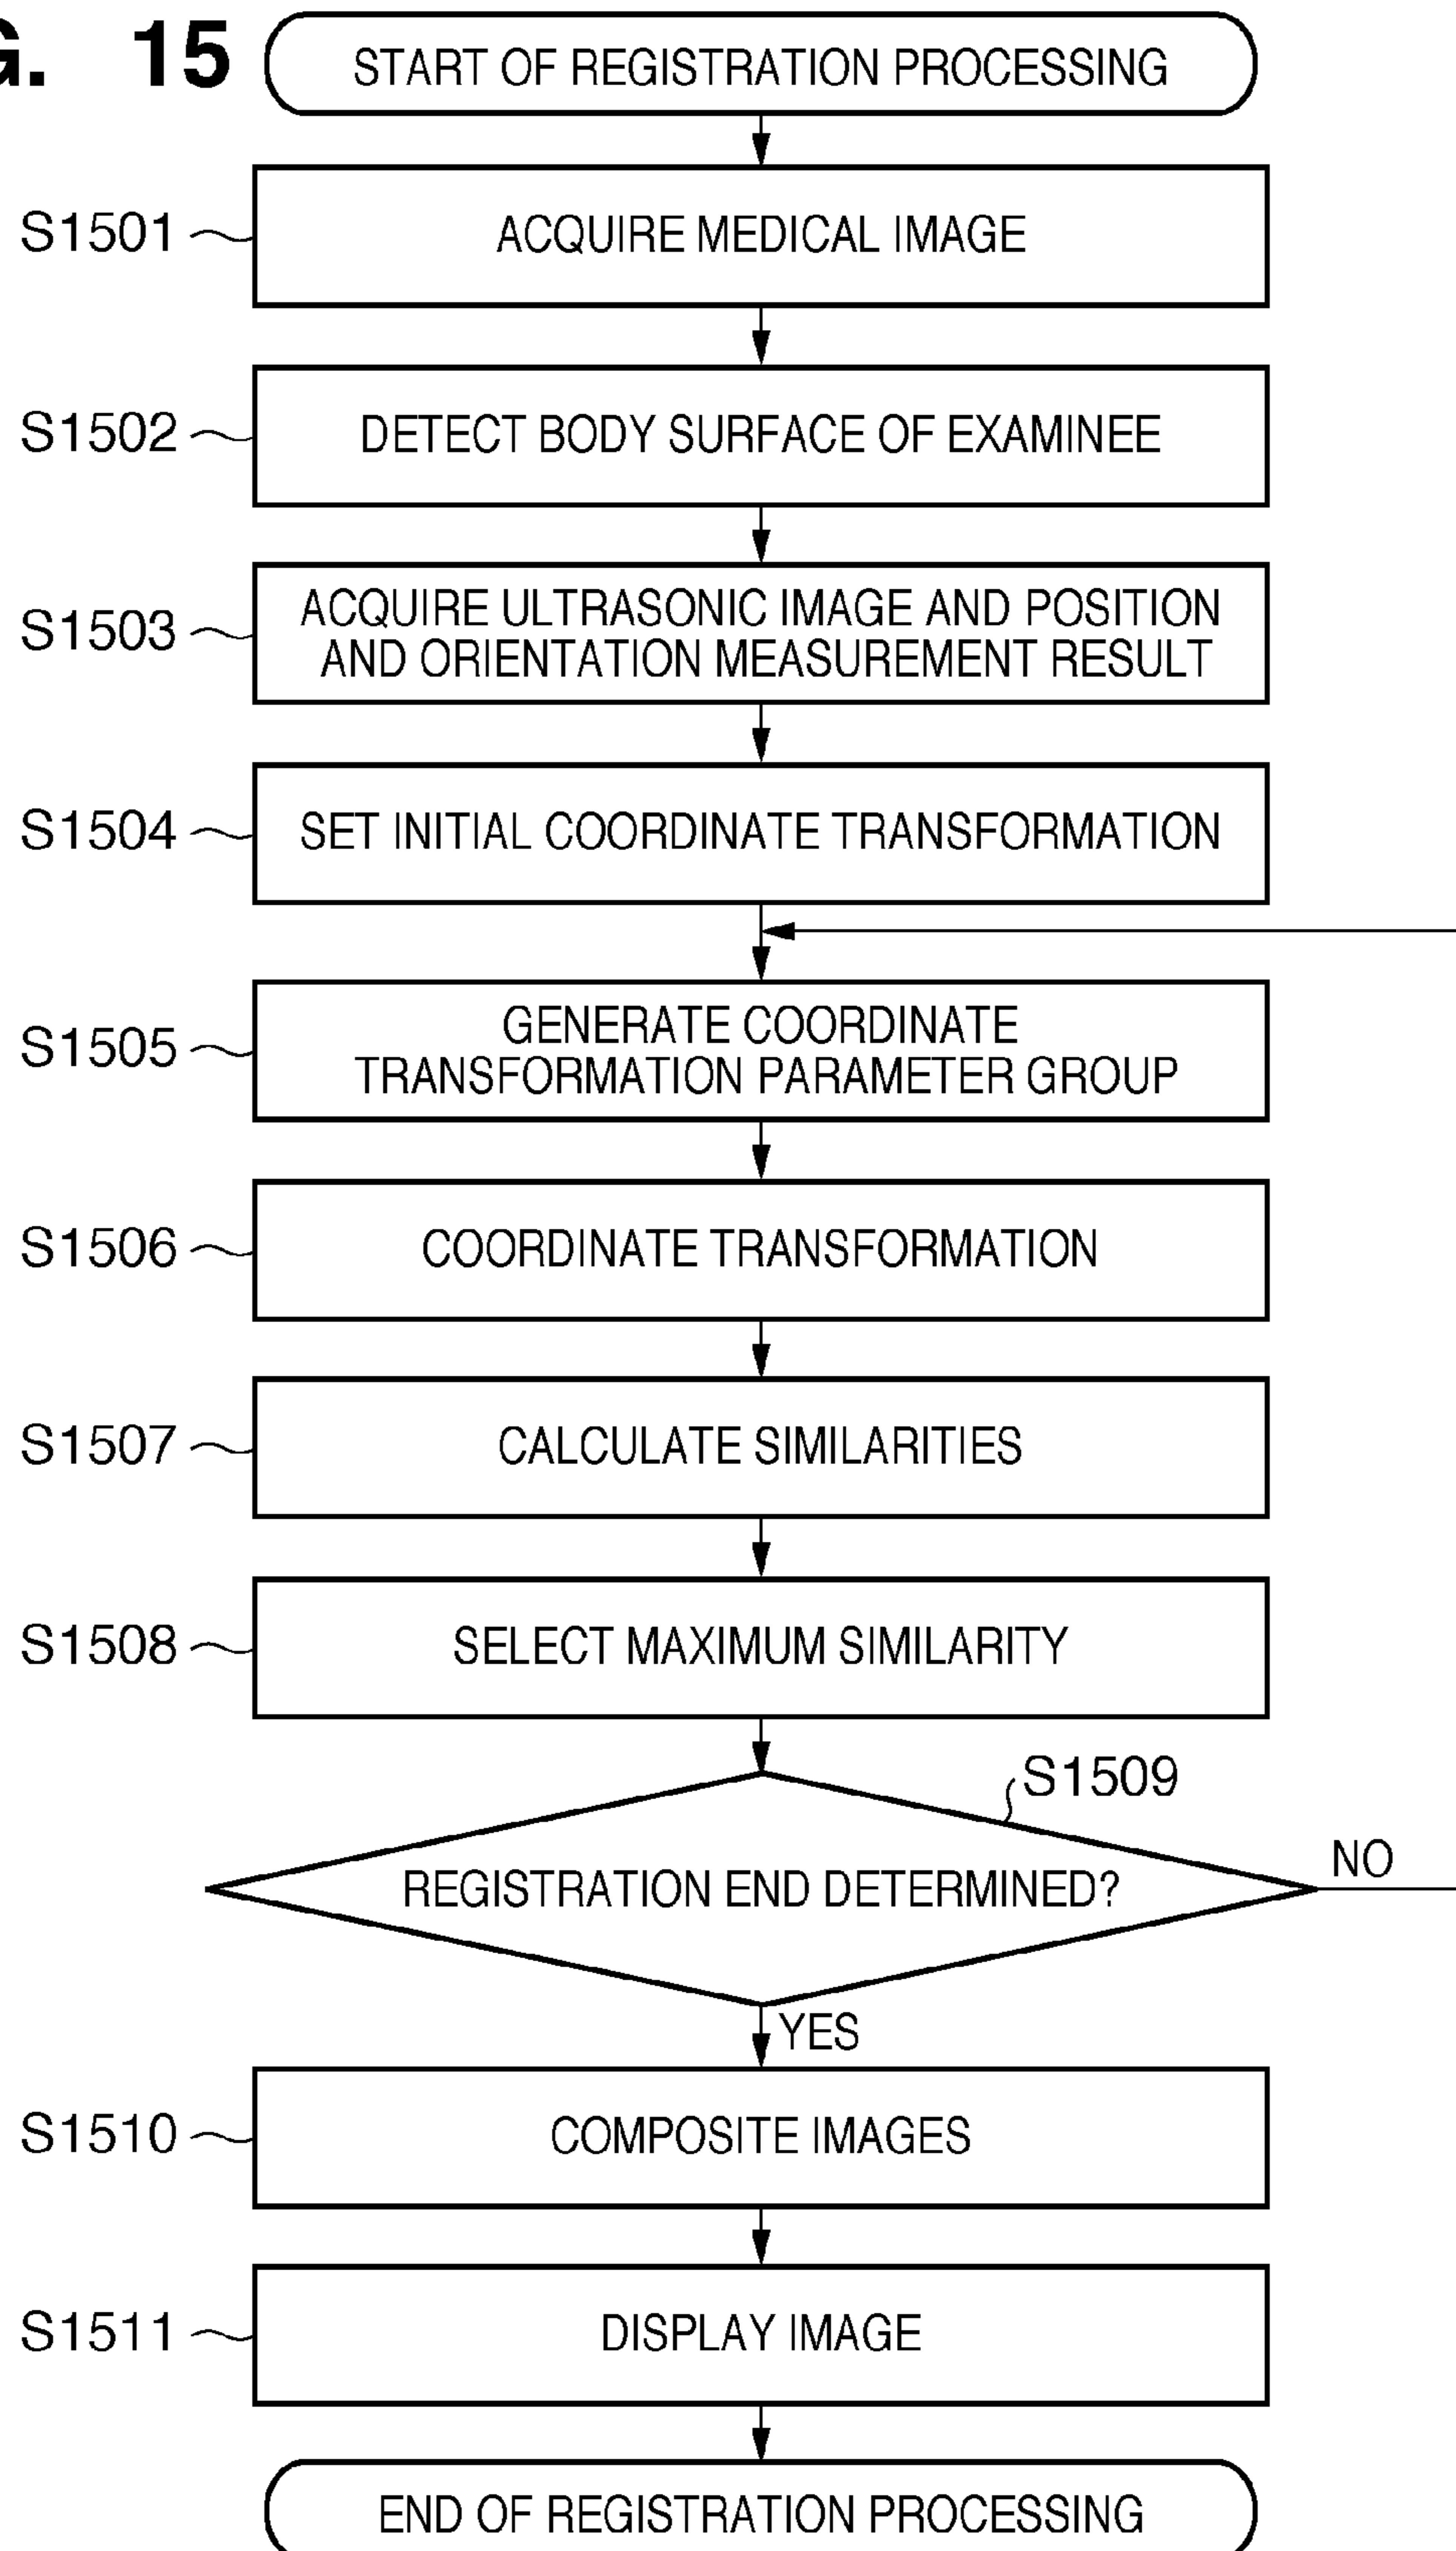 G. 15
START OF REGISTRATION PROCESSING
S1501
ACQUIRE MEDICAL IMAGE
S1502
DETECT BODY SURFACE OF EXAMINEE
S1503
ACQUIRE ULTRASONIC IMAGE AND POSITION
AND ORIENTATION MEASUREMENT RESULT
S1504
SET INITIAL COORDINATE TRANSFORMATION
S1505
GENERATE COORDINATE
TRANSFORMATION PARAMETER GROUP
S1506
COORDINATE TRANSFORMATION
S1507
CALCULATE SIMILARITIES
S1508
SELECT MAXIMUM SIMILARITY
S1509
REGISTRATION END DETERMINED?
NO
YES
S1510
COMPOSITE IMAGES
S1511
DISPLAY IMAGE
END OF REGISTRATION PROCESSING